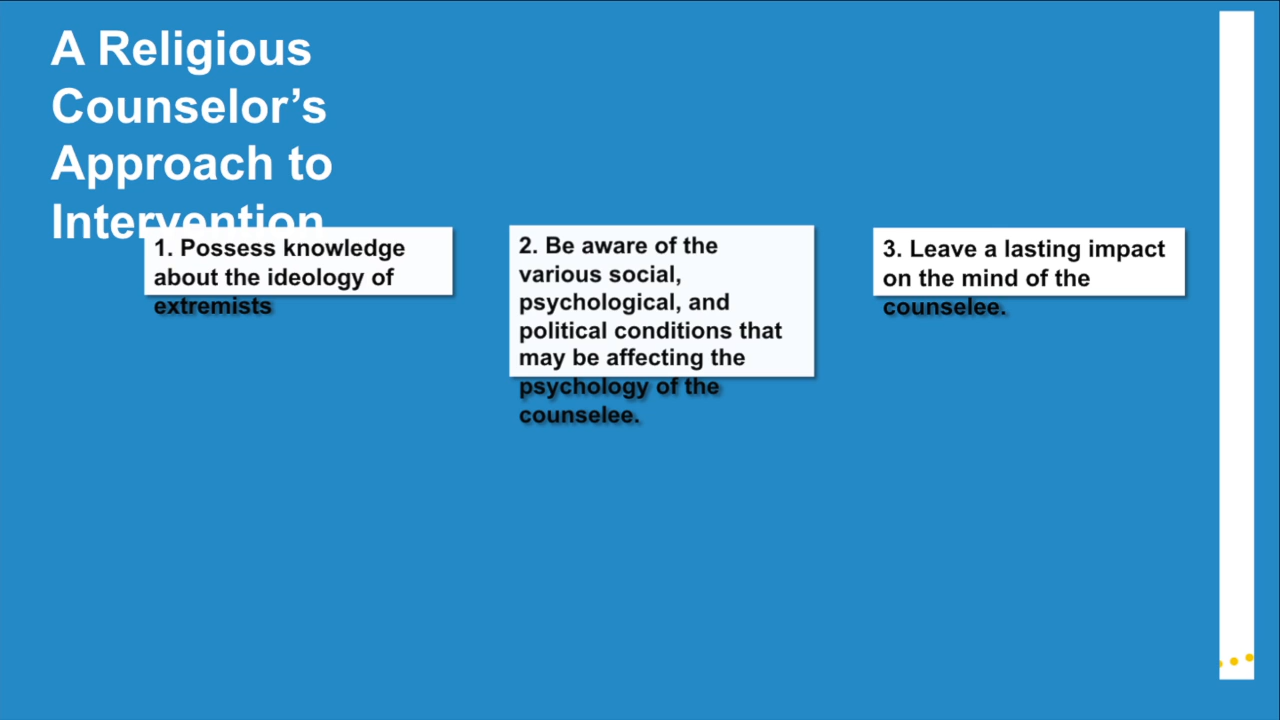 A Religious
Counselor’s
Approach to
Intervention
1. Possess knowledge
about the ideology of
extremists
2. Be aware of the
various social,
psychological, and
political conditions that
may be affecting the
psychology of the
counselee.
3. Leave a lasting impact
on the mind of the
counselee.